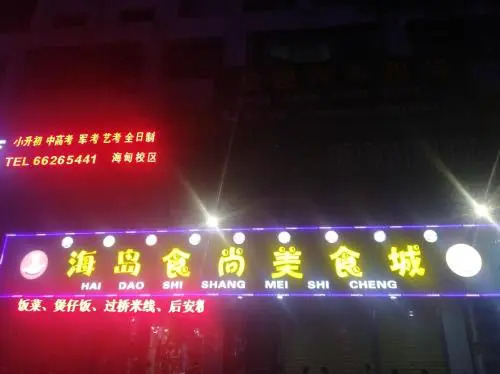 小升初 中高考 军考 艺考 全日制
TEL 66265441 海甸校区
海岛食尚美食城
HAI DAO SHI SHANG MEI SHI CHENG
饭菜、煲仔饭、过桥米线、后安